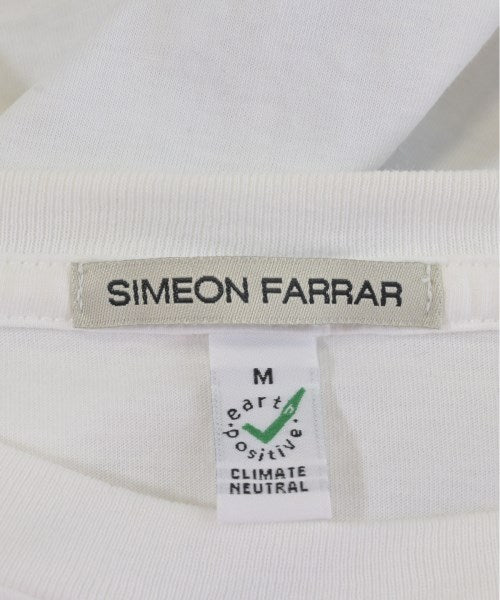 SIMEON FARRAR
M
earth
positive
CLIMATE
NEUTRAL